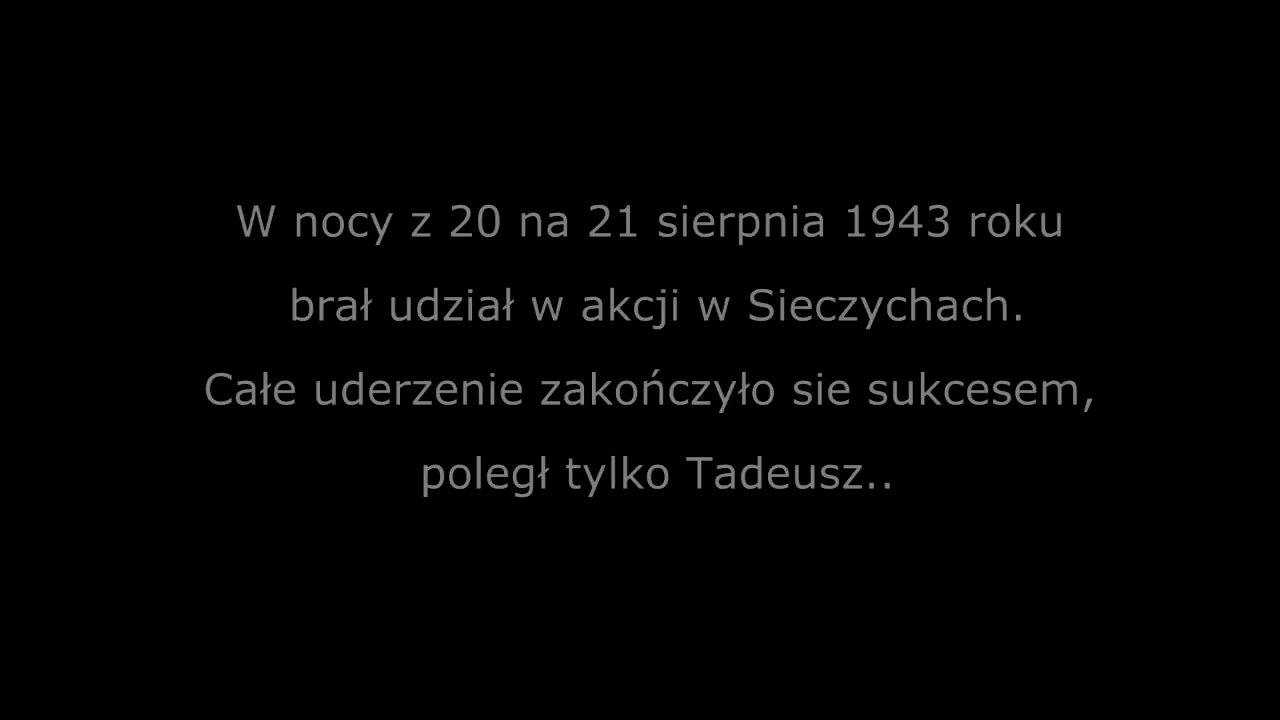 W nocy z 20 na 21 sierpnia 1943 roku
brał udział w akcji w Sieczychach.
Całe uderzenie zakończyło sie sukcesem,
poległ tylko Tadeusz..